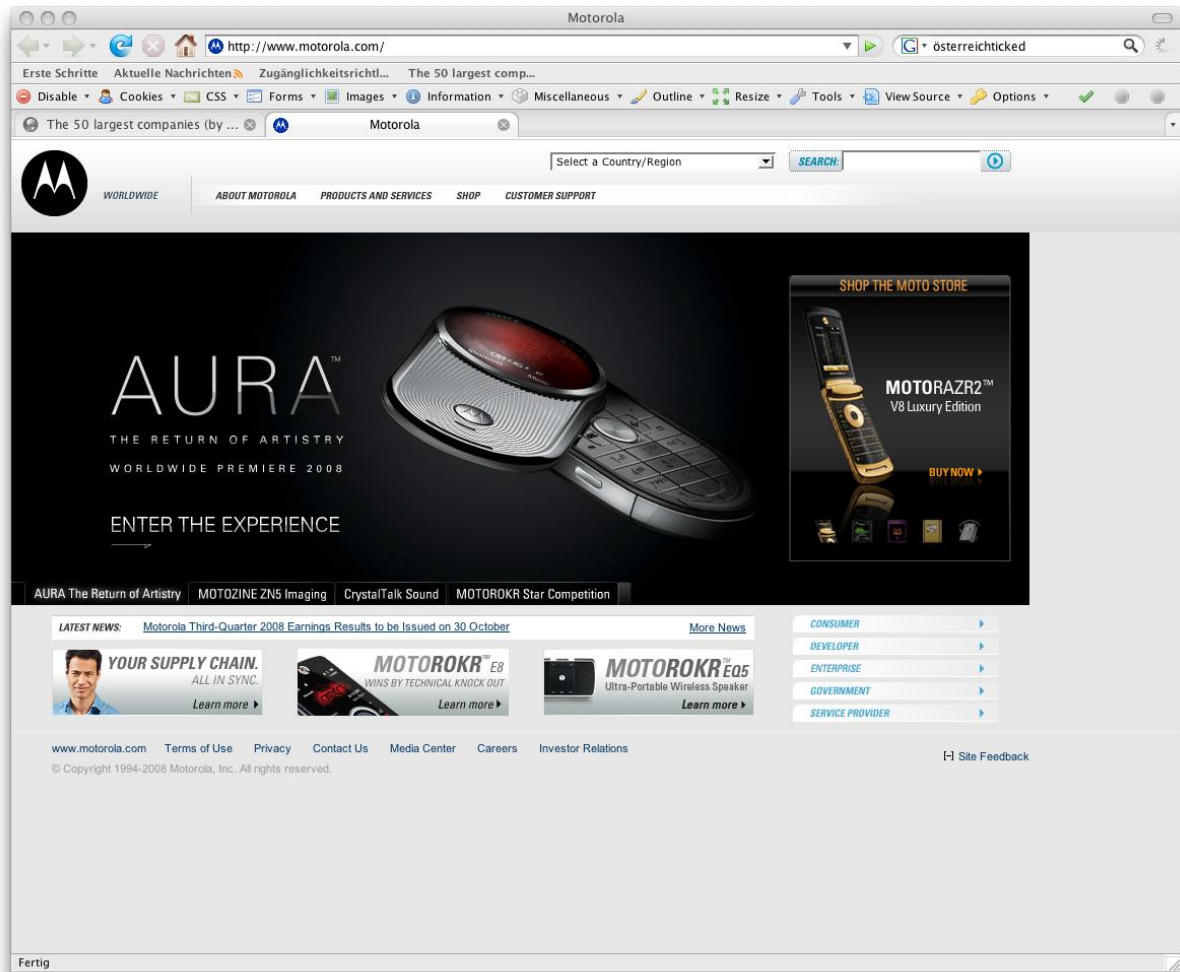 Motorola
http://www.motorola.com/
österreichticked
Erste Schritte Aktuelle Nachrichten Zugänglichkeitsrichtl... The 50 largest comp...
Disable Cookies CSS Forms Images Information Miscellaneous Outline Resize Tools View Source Options
The 50 largest companies (by ... Motorola
Select a Country/Region SEARCH:
WORLDWIDE ABOUT MOTOROLA PRODUCTS AND SERVICES SHOP CUSTOMER SUPPORT
AURA™
THE RETURN OF ARTISTRY
WORLDWIDE PREMIERE 2008
ENTER THE EXPERIENCE
SHOP THE MOTO STORE
MOTORAZR2™
V8 Luxury Edition
BUY NOW
AURA The Return of Artistry MOTOZINE ZN5 Imaging CrystalTalk Sound MOTOROKR Star Competition
LATEST NEWS: Motorola Third-Quarter 2008 Earnings Results to be Issued on 30 October More News
YOUR SUPPLY CHAIN.
ALL IN SYNC.
Learn more
MOTOROKR™ E8
WINS BY TECHNICAL KNOCK OUT
Learn more
MOTOROKR™ EQ5
Ultra-Portable Wireless Speaker
Learn more
CONSUMER
DEVELOPER
ENTERPRISE
GOVERNMENT
SERVICE PROVIDER
www.motorola.com Terms of Use Privacy Contact Us Media Center Careers Investor Relations
© Copyright 1994-2008 Motorola, Inc. All rights reserved.
[-] Site Feedback
Fertig